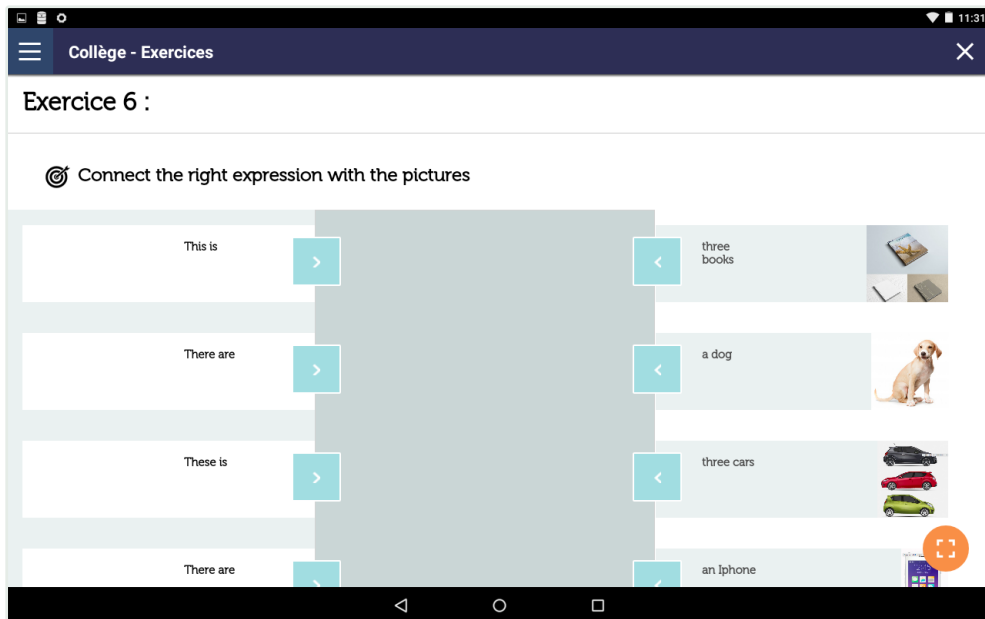 11:31
Collège - Exercices
Exercice 6 :
Connect the right expression with the pictures
This is
three
books
There are
a dog
These is
three cars
There are
an Iphone